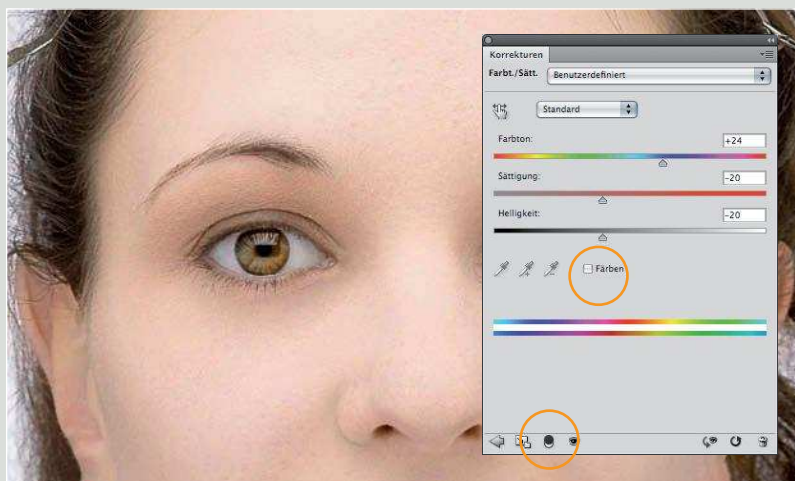 Korrekturen
Farbt./Sätt. Benutzerdefiniert
Standard
Farbton: +24
Sättigung: -20
Helligkeit: -20
Färben